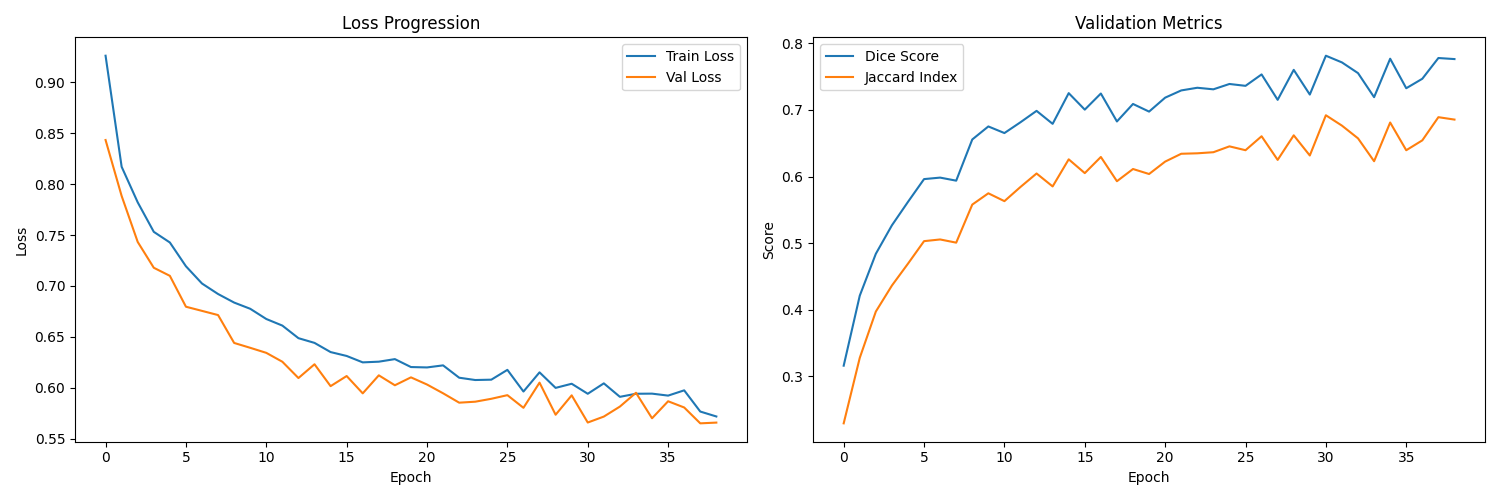 Loss Progression
Train Loss
Val Loss
0.90
0.85
0.80
0.75
0.70
0.65
0.60
0.55
Loss
0 5 10 15 20 25 30 35
Epoch
Validation Metrics
Dice Score
Jaccard Index
0.8
0.7
0.6
0.5
0.4
0.3
Score
0 5 10 15 20 25 30 35
Epoch